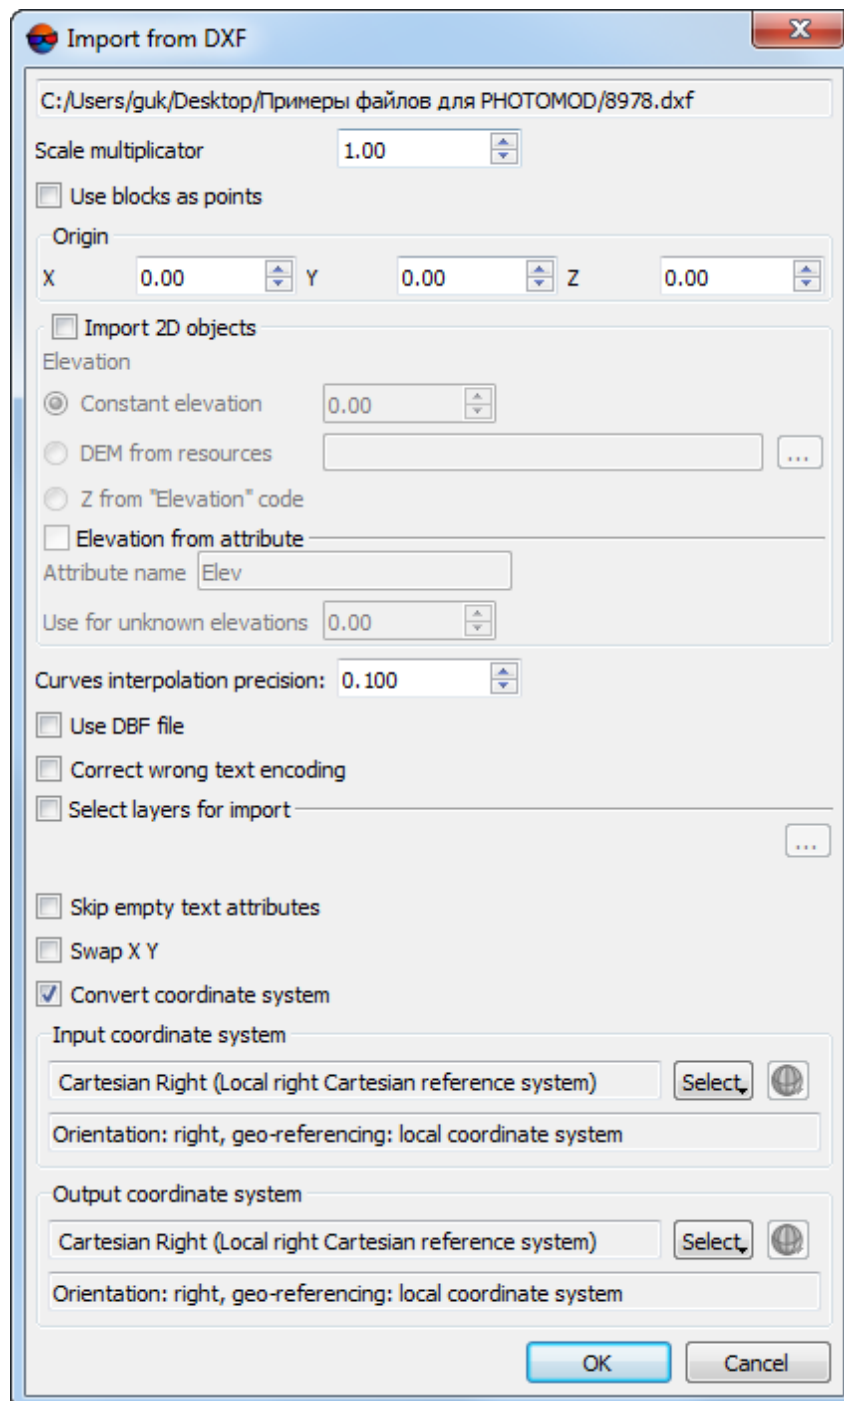 Import from DXF
C:/Users/guk/Desktop/Примеры файлов для PHOTOMOD/8978.dxf
Scale multiplicator 1.00
Use blocks as points
Origin
X 0.00 Y 0.00 Z 0.00
Import 2D objects
Elevation
Constant elevation 0.00
DEM from resources ...
Z from "Elevation" code
Elevation from attribute
Attribute name Elev
Use for unknown elevations 0.00
Curves interpolation precision: 0.100
Use DBF file
Correct wrong text encoding
Select layers for import
...
Skip empty text attributes
Swap X Y
Convert coordinate system
Input coordinate system
Cartesian Right (Local right Cartesian reference system) Select
Orientation: right, geo-referencing: local coordinate system
Output coordinate system
Cartesian Right (Local right Cartesian reference system) Select
Orientation: right, geo-referencing: local coordinate system
OK Cancel